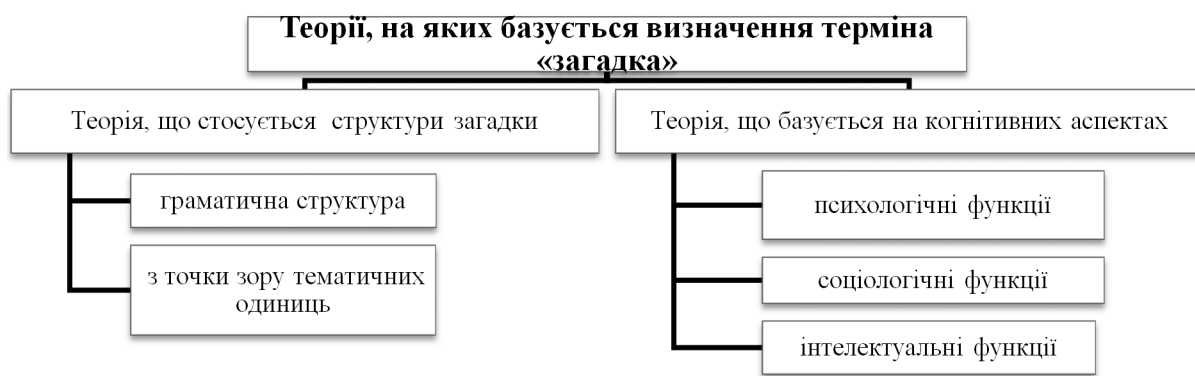 Теорії, на яких базується визначення терміна
«загадка»
Теорія, що стосується структури загадки
граматична структура
з точки зору тематичних
одиниць
Теорія, що базується на когнітивних аспектах
психологічні функції
соціологічні функції
інтелектуальні функції